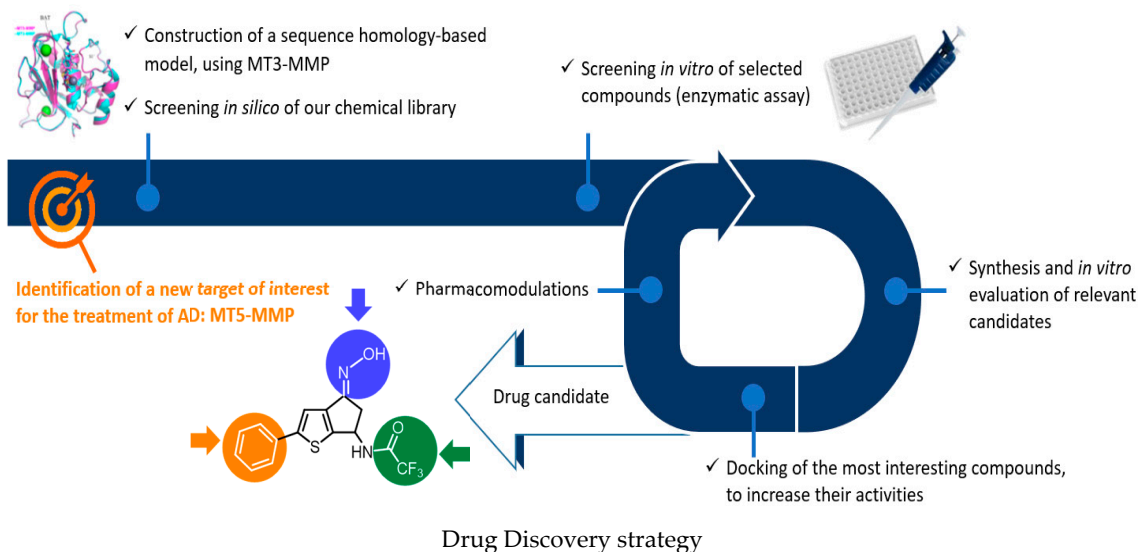 ✓ Construction of a sequence homology-based
model, using MT3-MMP
✓ Screening in silico of our chemical library
✓ Screening in vitro of selected
compounds (enzymatic assay)
Identification of a new target of interest
for the treatment of AD: MT5-MMP
✓ Pharmacomodulations
✓ Synthesis and in vitro
evaluation of relevant
candidates
Drug candidate
OH
N
S
HN
O
CF3
✓ Docking of the most interesting compounds,
to increase their activities
Drug Discovery strategy